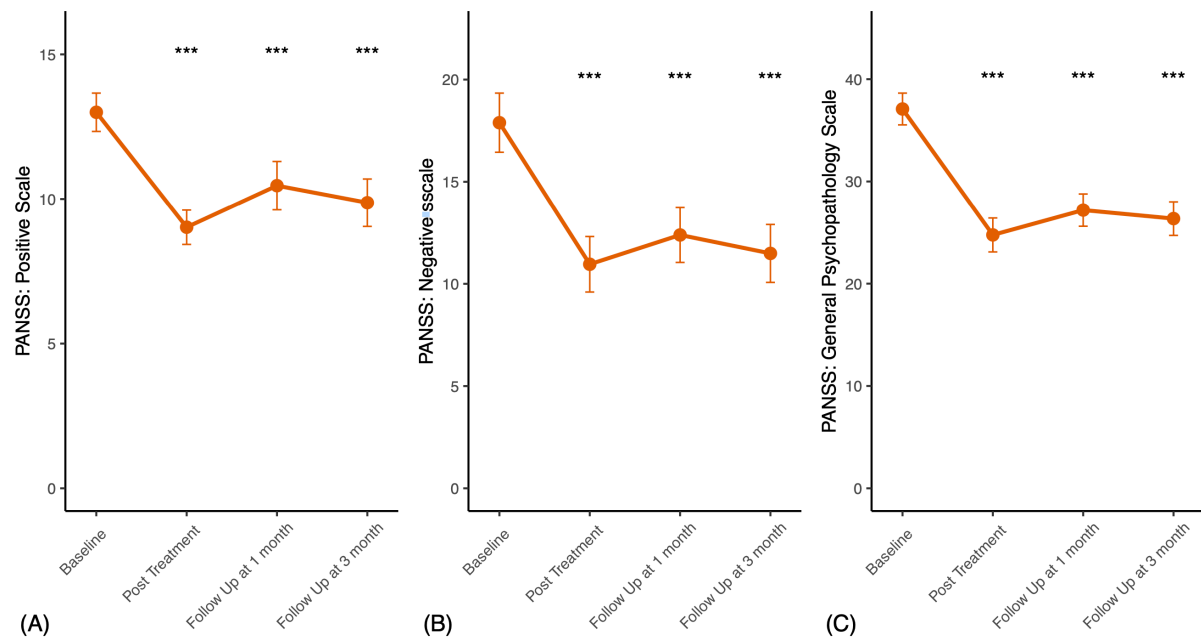 PANSS: Positive Scale
15
10
5
0
*** *** ***
Baseline
Post Treatment
Follow Up at 1 month
Follow Up at 3 month
(A)
PANSS: Negative sscale
20
15
10
5
0
*** *** ***
Baseline
Post Treatment
Follow Up at 1 month
Follow Up at 3 month
(B)
PANSS: General Psychopathology Scale
40
30
20
10
0
*** *** ***
Baseline
Post Treatment
Follow Up at 1 month
Follow Up at 3 month
(C)